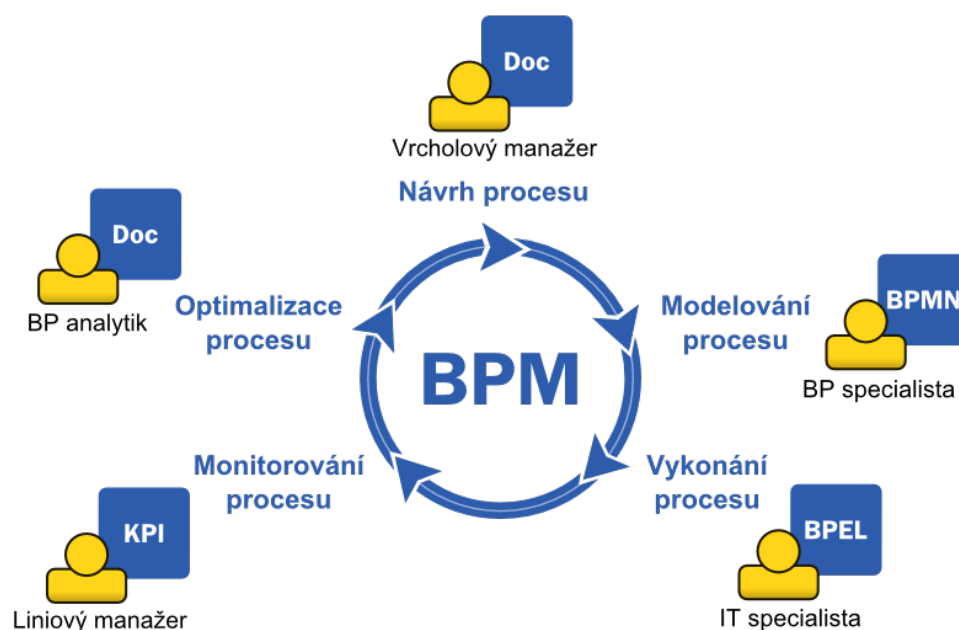 Doc
Vrcholový manažer
Návrh procesu
Doc
BP analytik
Optimalizace
procesu
Modelování
procesu
BPMN
BP specialista
BPM
Monitorování
procesu
Vykonání
procesu
KPI
Liniový manažer
BPEL
IT specialista